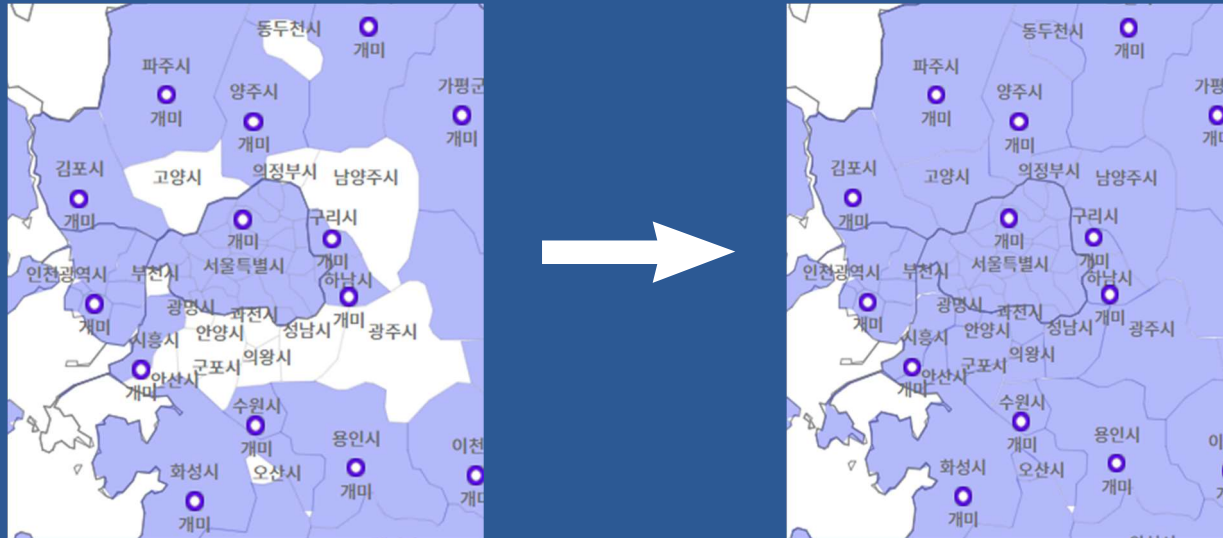 동두천시
개미
파주시
개미
양주시
개미
가평군
개미
김포시
개미
고양시
의정부시
남양주시
개미
구리시
개미
인천광역시
개미
부천시
서울특별시
하남시
개미
광명시
과천시
시흥시
개미
안양시
성남시
광주시
군포시
의왕시
안산시
수원시
개미
용인시
개미
이천
화성시
개미
오산시
동두천시
개미
파주시
개미
양주시
개미
가평
개미
김포시
개미
고양시
의정부시
남양주시
개미
구리시
개미
인천광역시
개미
부천시
서울특별시
하남시
개미
광명시
과천시
시흥시
개미
안양시
성남시
광주시
군포시
의왕시
안산시
수원시
개미
용인시
개미
화성시
개미
오산시